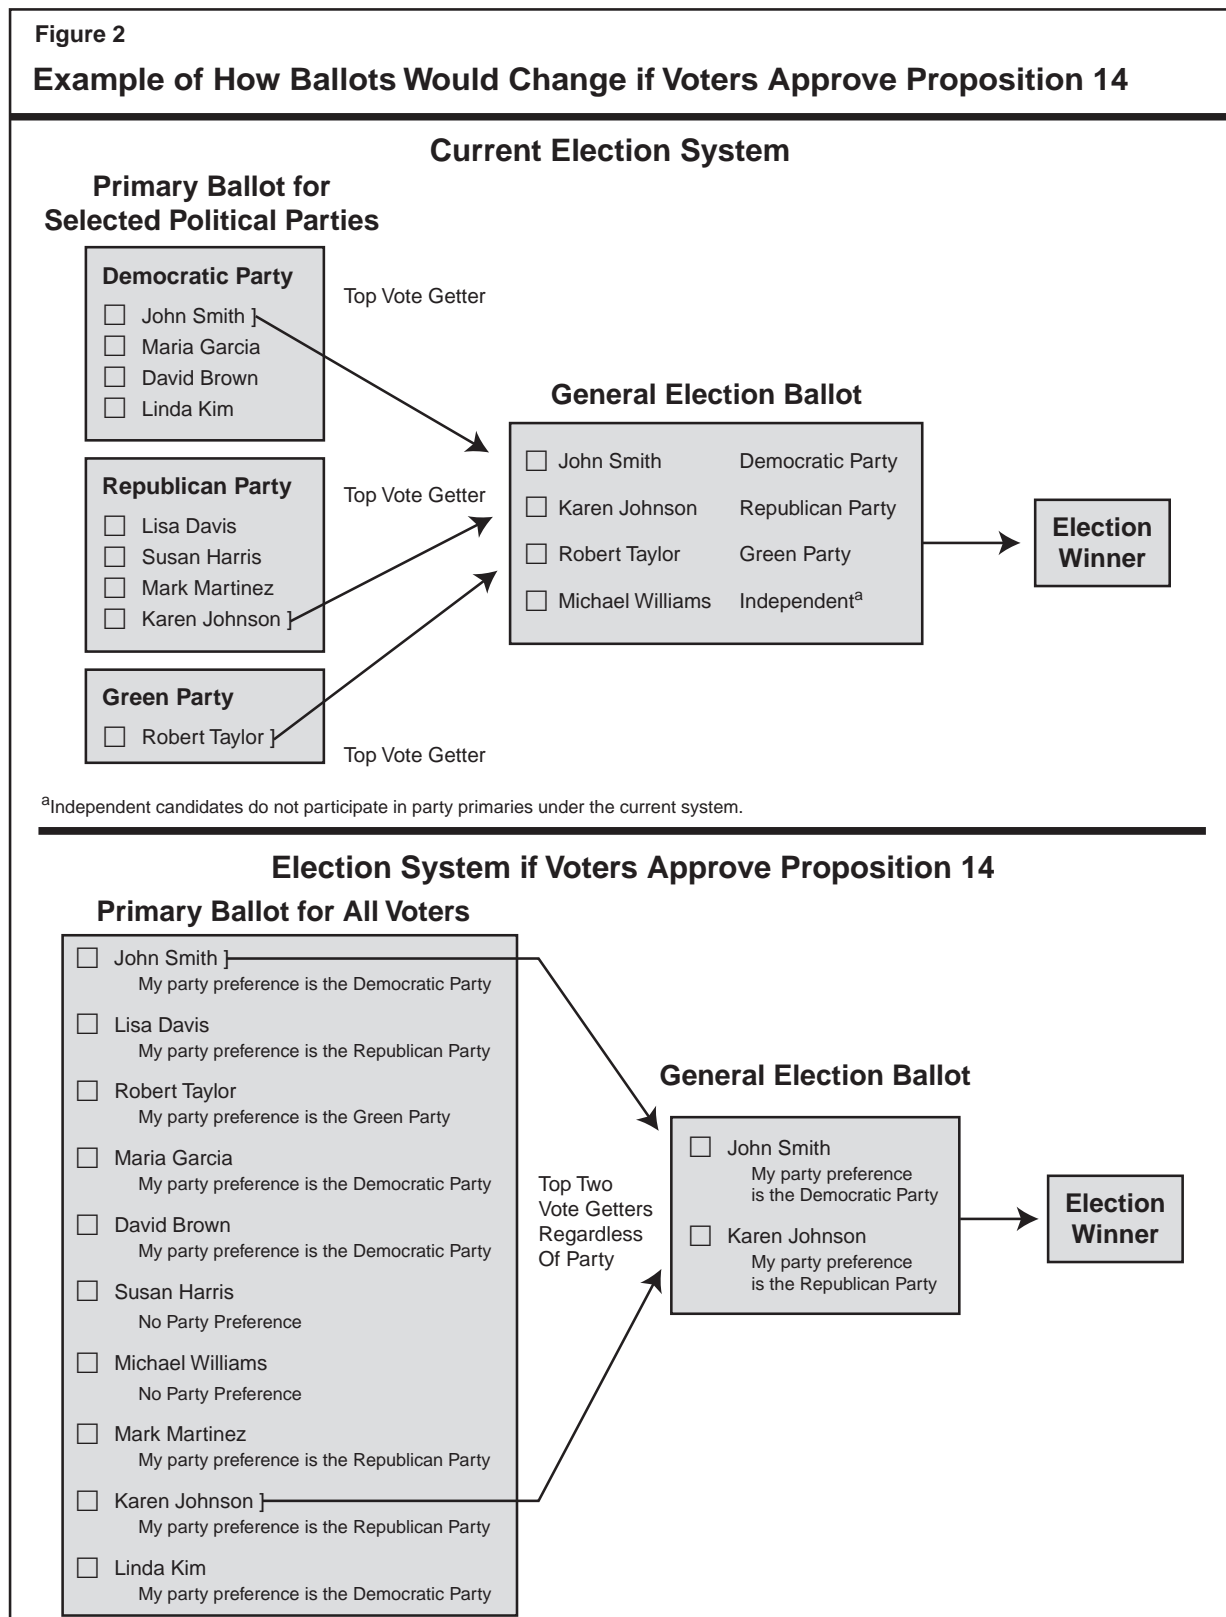 Figure 2
Example of How Ballots Would Change if Voters Approve Proposition 14
Current Election System
Primary Ballot for
Selected Political Parties
Democratic Party
John Smith ]
Maria Garcia
David Brown
Linda Kim
Top Vote Getter
Republican Party
Lisa Davis
Susan Harris
Mark Martinez
Karen Johnson ]
Top Vote Getter
Green Party
Robert Taylor ]
Top Vote Getter
General Election Ballot
John Smith Democratic Party
Karen Johnson Republican Party
Robert Taylor Green Party
Michael Williams Independentᵃ
Election
Winner
ᵃIndependent candidates do not participate in party primaries under the current system.
Election System if Voters Approve Proposition 14
Primary Ballot for All Voters
John Smith ]
My party preference is the Democratic Party
Lisa Davis
My party preference is the Republican Party
Robert Taylor
My party preference is the Green Party
Maria Garcia
My party preference is the Democratic Party
David Brown
My party preference is the Democratic Party
Susan Harris
No Party Preference
Michael Williams
No Party Preference
Mark Martinez
My party preference is the Republican Party
Karen Johnson ]
My party preference is the Republican Party
Linda Kim
My party preference is the Democratic Party
Top Two
Vote Getters
Regardless
Of Party
General Election Ballot
John Smith
My party preference
is the Democratic Party
Karen Johnson
My party preference
is the Republican Party
Election
Winner